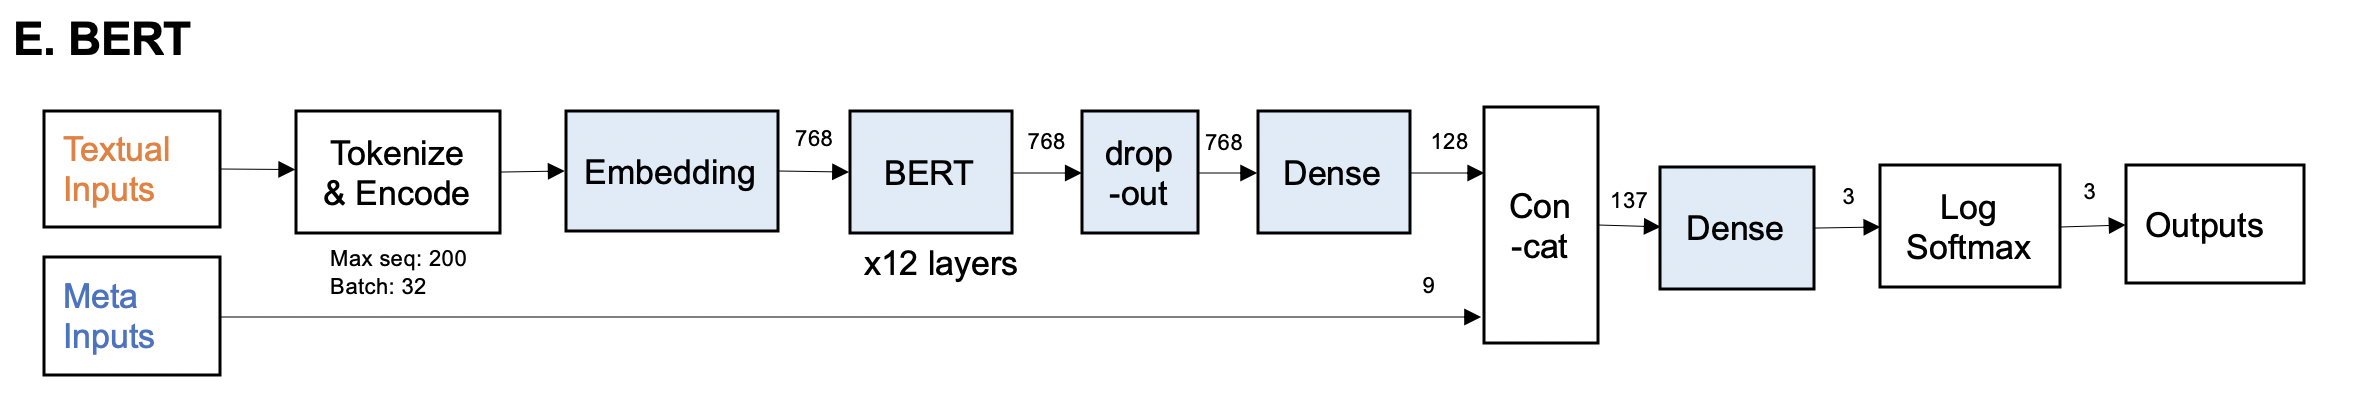 E. BERT
Textual
Inputs
Tokenize
& Encode
Max seq: 200
Batch: 32
Embedding
768
BERT
x12 layers
768
drop
-out
768
Dense
128
Meta
Inputs
9
Con
-cat
137
Dense
3
Log
Softmax
3
Outputs